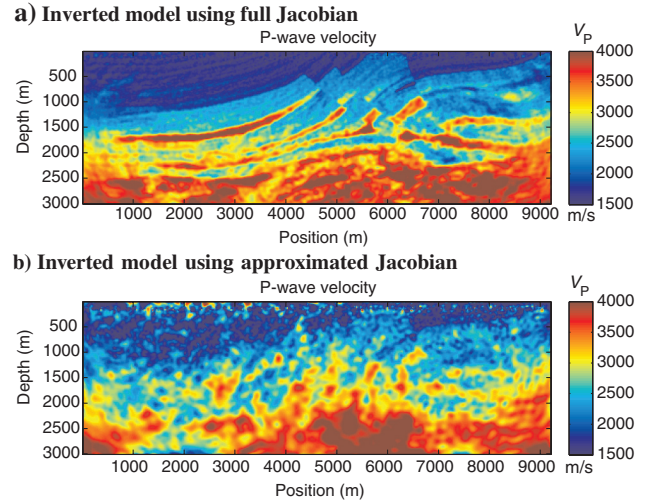 a) Inverted model using full Jacobian
P-wave velocity
VP
Depth (m)
500
1000
1500
2000
2500
3000
1000 2000 3000 4000 5000 6000 7000 8000 9000
Position (m)
4000
3500
3000
2500
2000
1500
m/s
b) Inverted model using approximated Jacobian
P-wave velocity
VP
Depth (m)
500
1000
1500
2000
2500
3000
1000 2000 3000 4000 5000 6000 7000 8000 9000
Position (m)
4000
3500
3000
2500
2000
1500
m/s